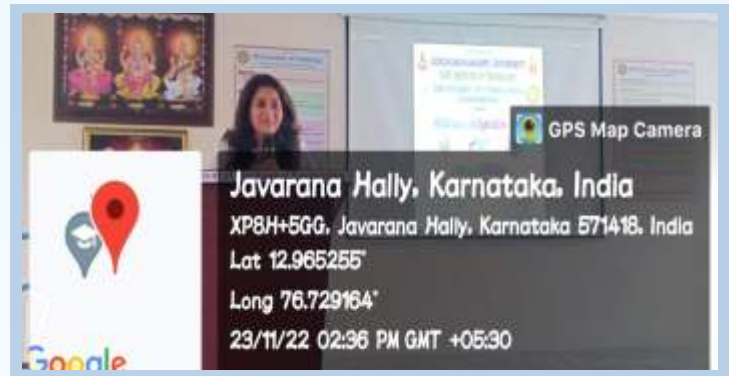 GPS Map Camera
Javarana Hally, Karnataka, India
XP8H+5GG, Javarana Hally, Karnataka 571418, India
Lat 12.965255°
Long 76.729164°
23/11/22 02:36 PM GMT +05:30
Google